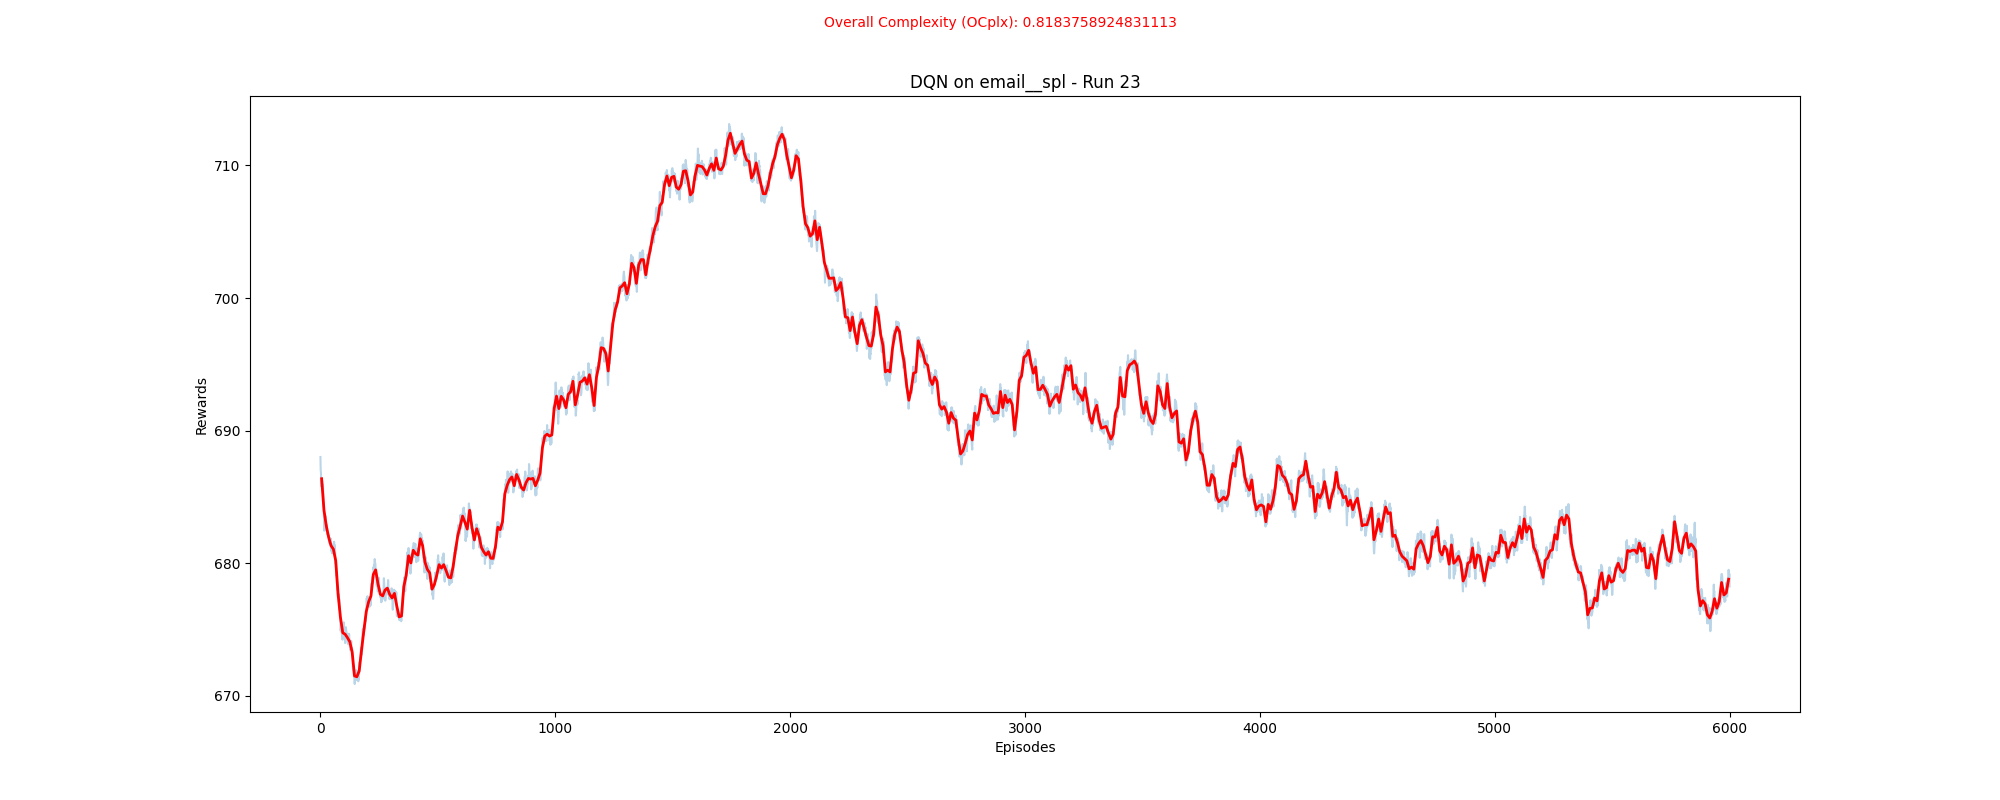 Overall Complexity (OCplx): 0.8183758924831113
DQN on email__spl - Run 23
710
700
690
680
670
Rewards
0 1000 2000 3000 4000 5000 6000
Episodes